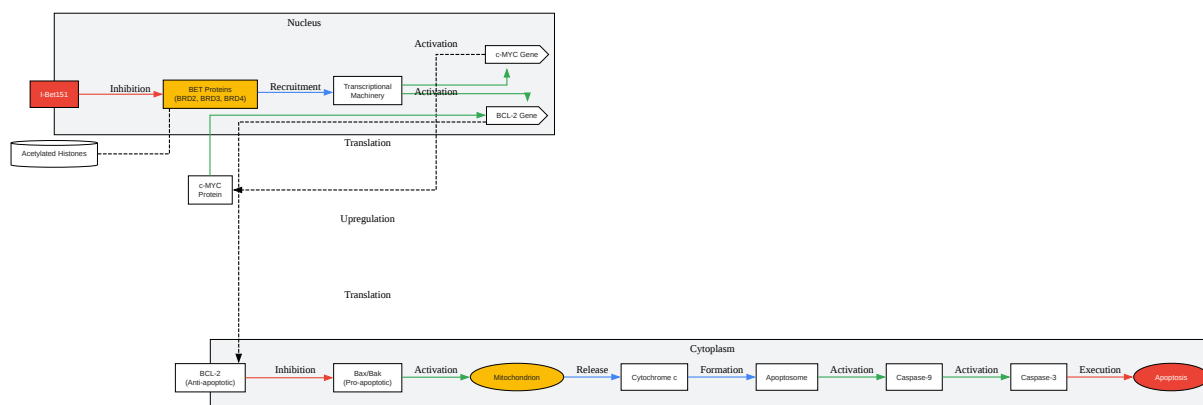 Nucleus
Activation
c-MYC Gene
I-Bet151
Inhibition
BET Proteins
(BRD2, BRD3, BRD4)
Recruitment
Transcriptional
Machinery
Activation
BCL-2 Gene
Acetylated Histones
Translation
c-MYC
Protein
Upregulation
Translation
Cytoplasm
BCL-2
(Anti-apoptotic)
Inhibition
Bax/Bak
(Pro-apoptotic)
Activation
Mitochondrion
Release
Cytochrome c
Formation
Apoptosome
Activation
Caspase-9
Activation
Caspase-3
Execution
Apoptosis